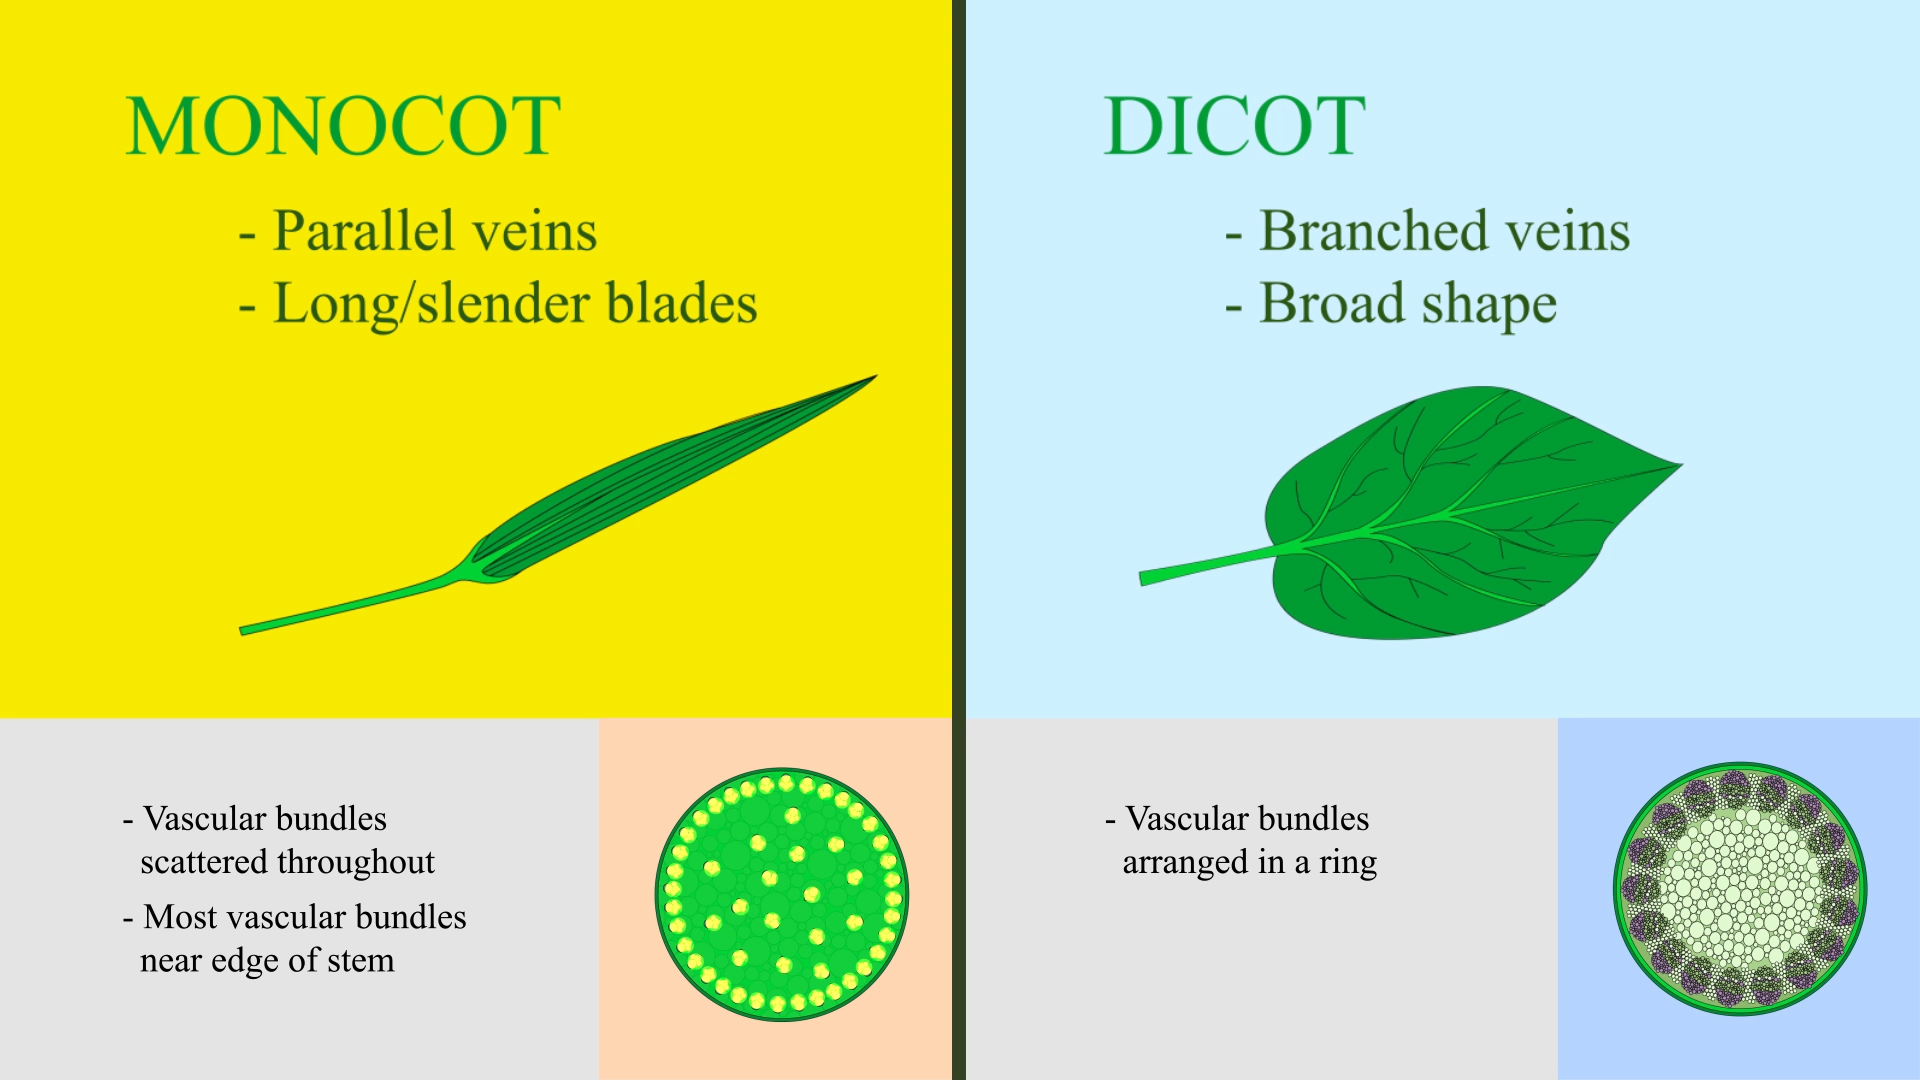 MONOCOT
- Parallel veins
- Long/slender blades
- Vascular bundles
scattered throughout
- Most vascular bundles
near edge of stem
DICOT
- Branched veins
- Broad shape
- Vascular bundles
arranged in a ring